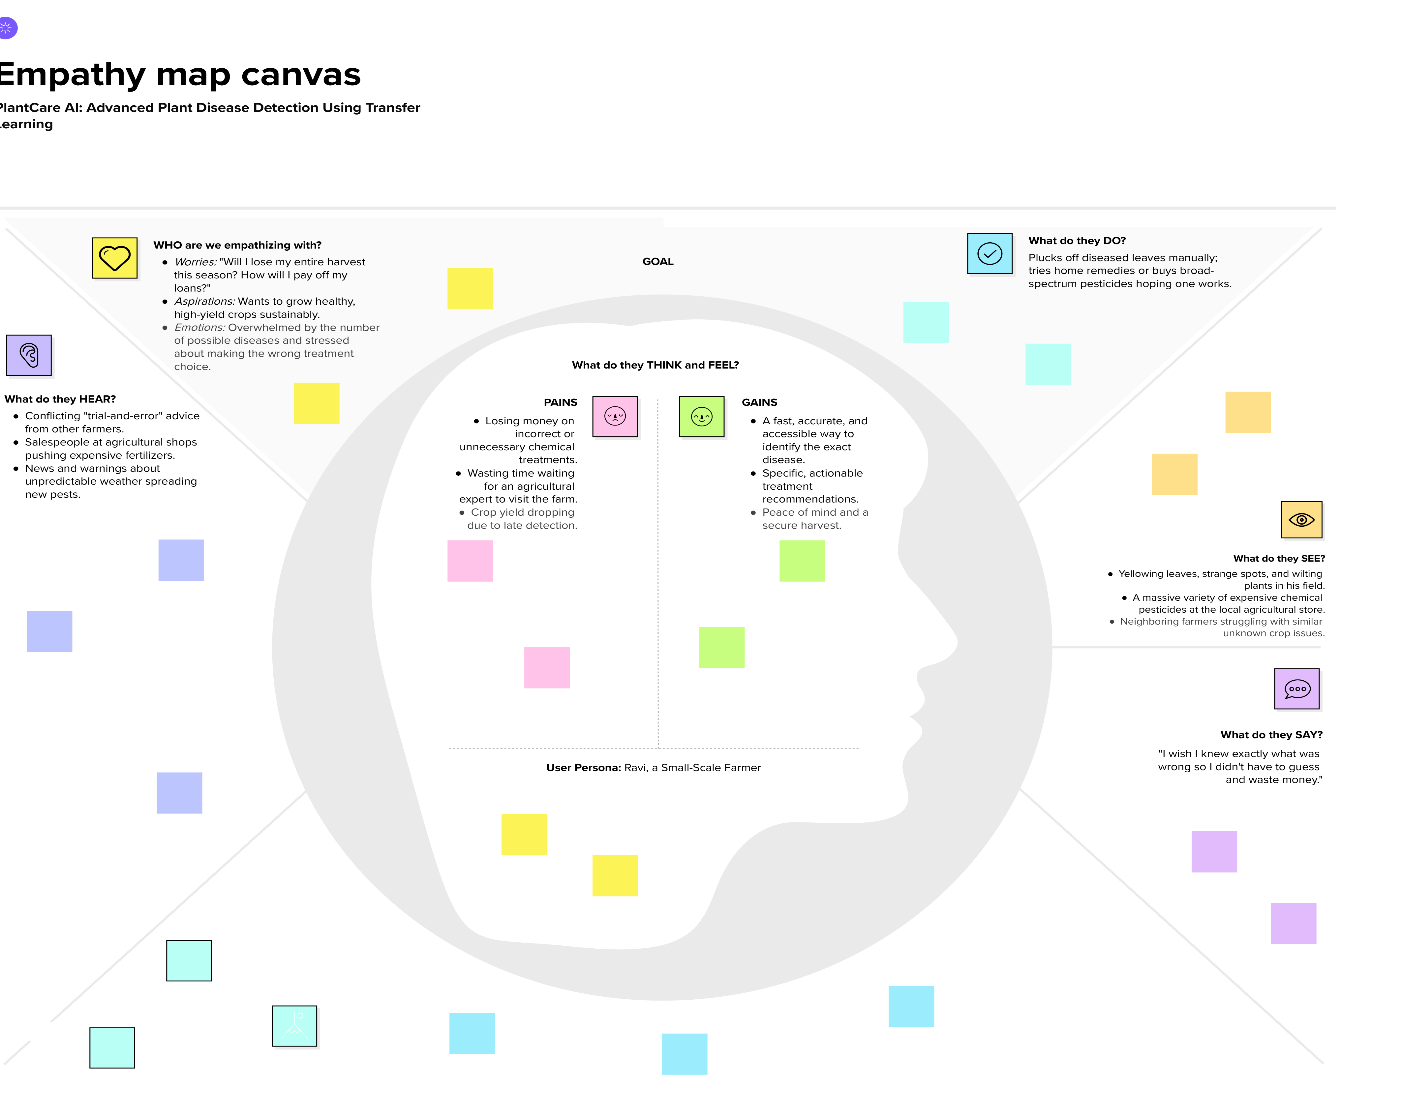 Empathy map canvas
PlantCare AI: Advanced Plant Disease Detection Using Transfer
Learning
WHO are we empathizing with?
● Worries: "Will I lose my entire harvest
this season? How will I pay off my
loans?"
● Aspirations: Wants to grow healthy,
high-yield crops sustainably.
● Emotions: Overwhelmed by the number
of possible diseases and stressed
about making the wrong treatment
choice.
GOAL
What do they DO?
Plucks off diseased leaves manually;
tries home remedies or buys broad-
spectrum pesticides hoping one works.
What do they HEAR?
● Conflicting "trial-and-error" advice
from other farmers.
● Salespeople at agricultural shops
pushing expensive fertilizers.
● News and warnings about
unpredictable weather spreading
new pests.
What do they THINK and FEEL?
PAINS
● Losing money on
incorrect or
unnecessary chemical
treatments.
● Wasting time waiting
for an agricultural
expert to visit the farm.
● Crop yield dropping
due to late detection.
GAINS
● A fast, accurate, and
accessible way to
identify the exact
disease.
● Specific, actionable
treatment
recommendations.
● Peace of mind and a
secure harvest.
What do they SEE?
● Yellowing leaves, strange spots, and wilting
plants in his field.
● A massive variety of expensive chemical
pesticides at the local agricultural store.
● Neighboring farmers struggling with similar
unknown crop issues.
What do they SAY?
"I wish I knew exactly what was
wrong so I didn't have to guess
and waste money."
User Persona: Ravi, a Small-Scale Farmer